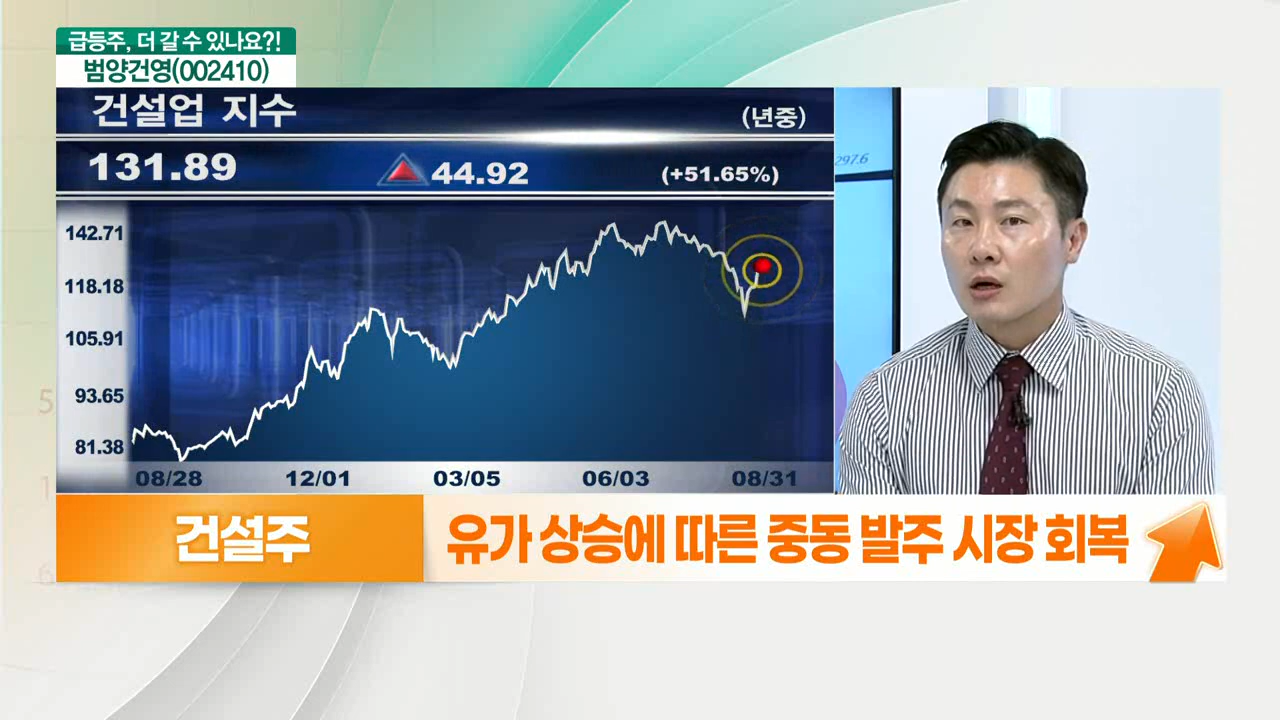 급등주, 더 갈 수 있나요?!
범양건영(002410)
건설업 지수
(년중)
131.89
44.92
(+51.65%)
297.6
142.71
118.18
105.91
93.65
81.38
08/28
12/01
03/05
06/03
08/31
건설주
유가 상승에 따른 중동 발주 시장 회복